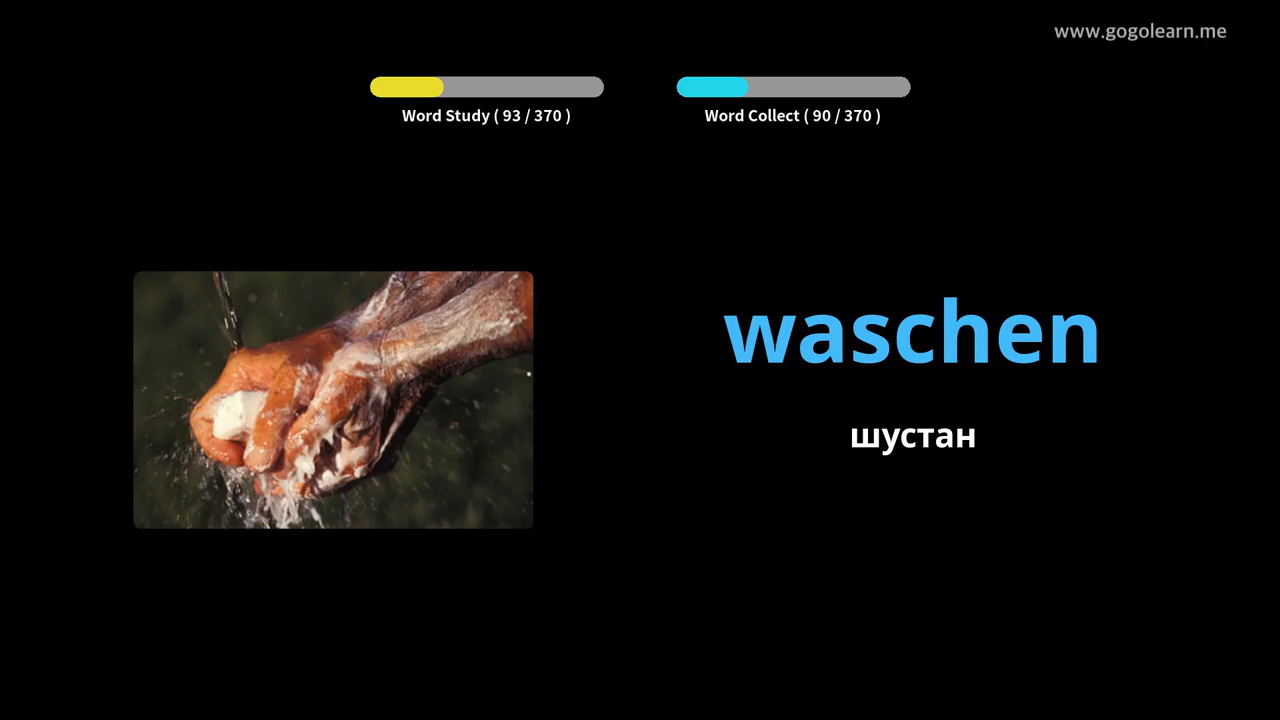 www.gogolearn.me
Word Study ( 93 / 370 )
Word Collect ( 90 / 370 )
waschen
шустан